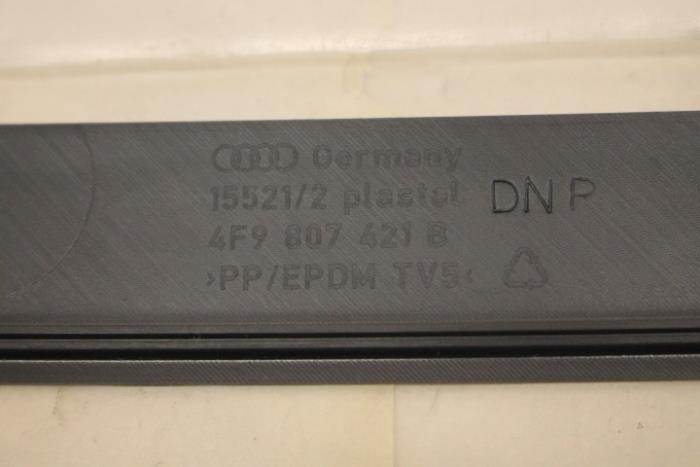 Germany
15521/2 plastal DN P
4F9 807 421 B
>PP/EPDM TV5<